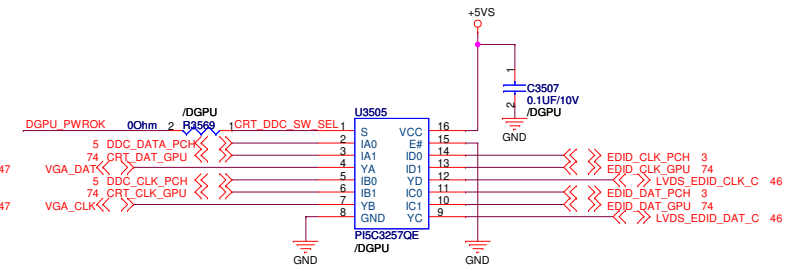 +5VS
C3507
0.1UF/10V
/DGPU
1
2
GND
/DGPU
R3569
DGPU_PWROK 0Ohm 2 1 CRT_DDC_SW_SEL
5 DDC_DATA_PCH
74 CRT_DAT_GPU
47 VGA_DAT
5 DDC_CLK_PCH
74 CRT_CLK_GPU
47 VGA_CLK
GND
U3505
1 S VCC 16
2 IA0 E# 15
3 IA1 ID0 14
4 YA ID1 13
5 IB0 YD 12
6 IB1 IC0 11
7 YB IC1 10
8 GND YC 9
PI5C3257QE
/DGPU
EDID_CLK_PCH 3
EDID_CLK_GPU 74
LVDS_EDID_CLK_C 46
EDID_DAT_PCH 3
EDID_DAT_GPU 74
LVDS_EDID_DAT_C 46
GND